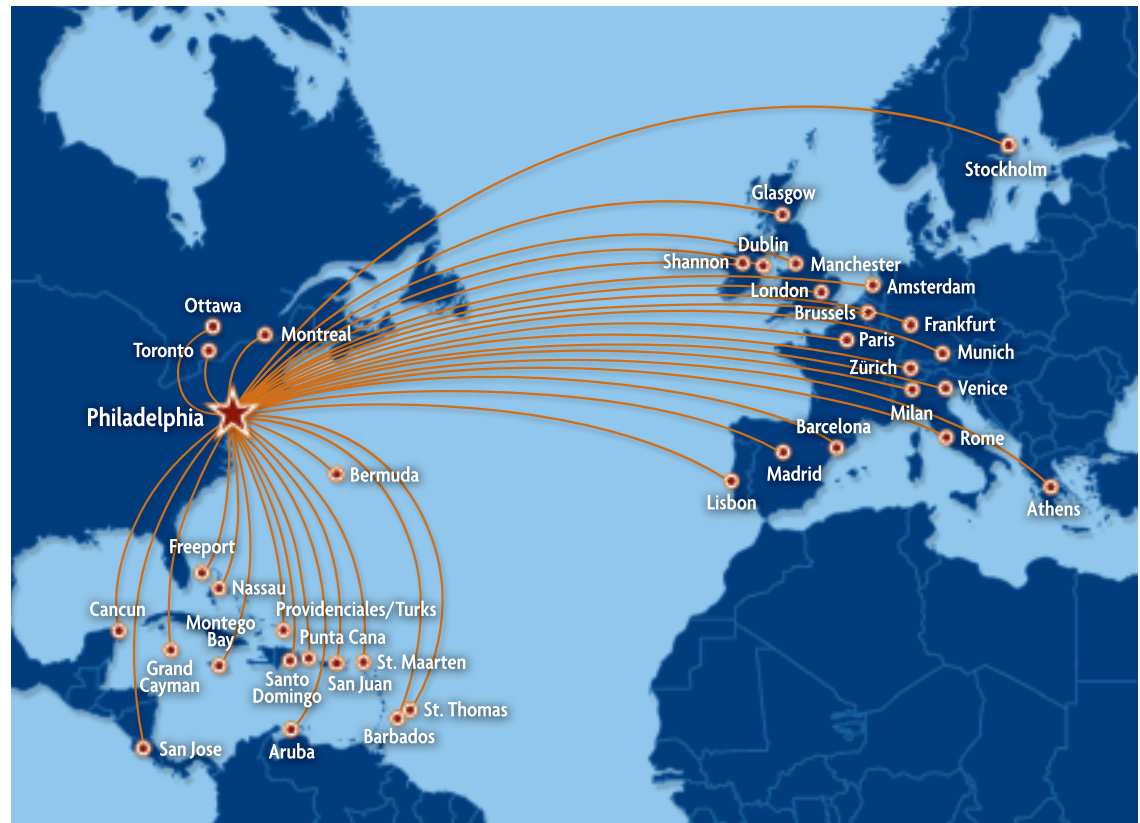 Stockholm
Glasgow
Dublin
Shannon
Manchester
London
Amsterdam
Ottawa
Brussels
Frankfurt
Montreal
Paris
Toronto
Munich
Zürich
Venice
Philadelphia
Milan
Barcelona
Rome
Bermuda
Madrid
Lisbon
Athens
Freeport
Nassau
Cancun
Providenciales/Turks
Montego
Bay
Punta Cana
Grand
Cayman
Santo
Domingo
San Juan
St. Maarten
St. Thomas
Barbados
San Jose
Aruba